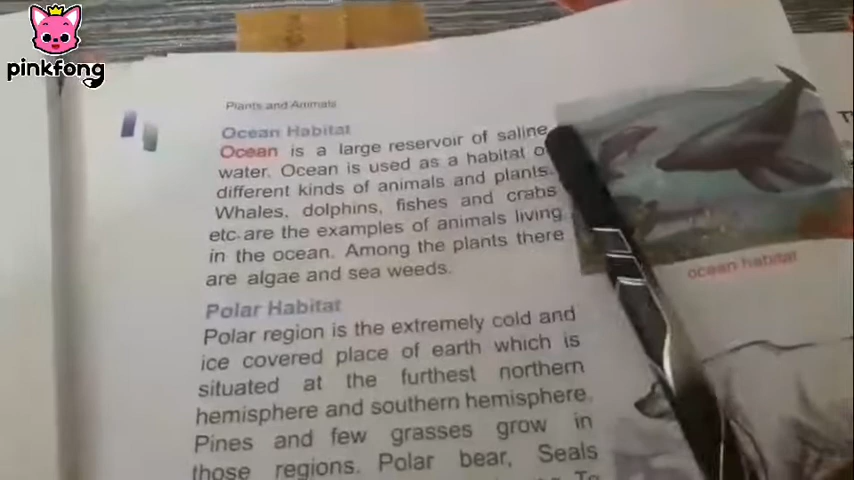 pinkfong
Plants and Animals
Ocean Habitat
Ocean is a large reservoir of saline
water. Ocean is used as a habitat
different kinds of animals and plants.
Whales, dolphins, fishes and crabs
etc. are the examples of animals living
in the ocean. Among the plants there
are algae and sea weeds.
ocean habitat
Polar Habitat
Polar region is the extremely cold and
ice covered place of earth which is
situated at the furthest northern
hemisphere and southern hemisphere.
Pines and few grasses grow in
those regions. Polar bear, Seals